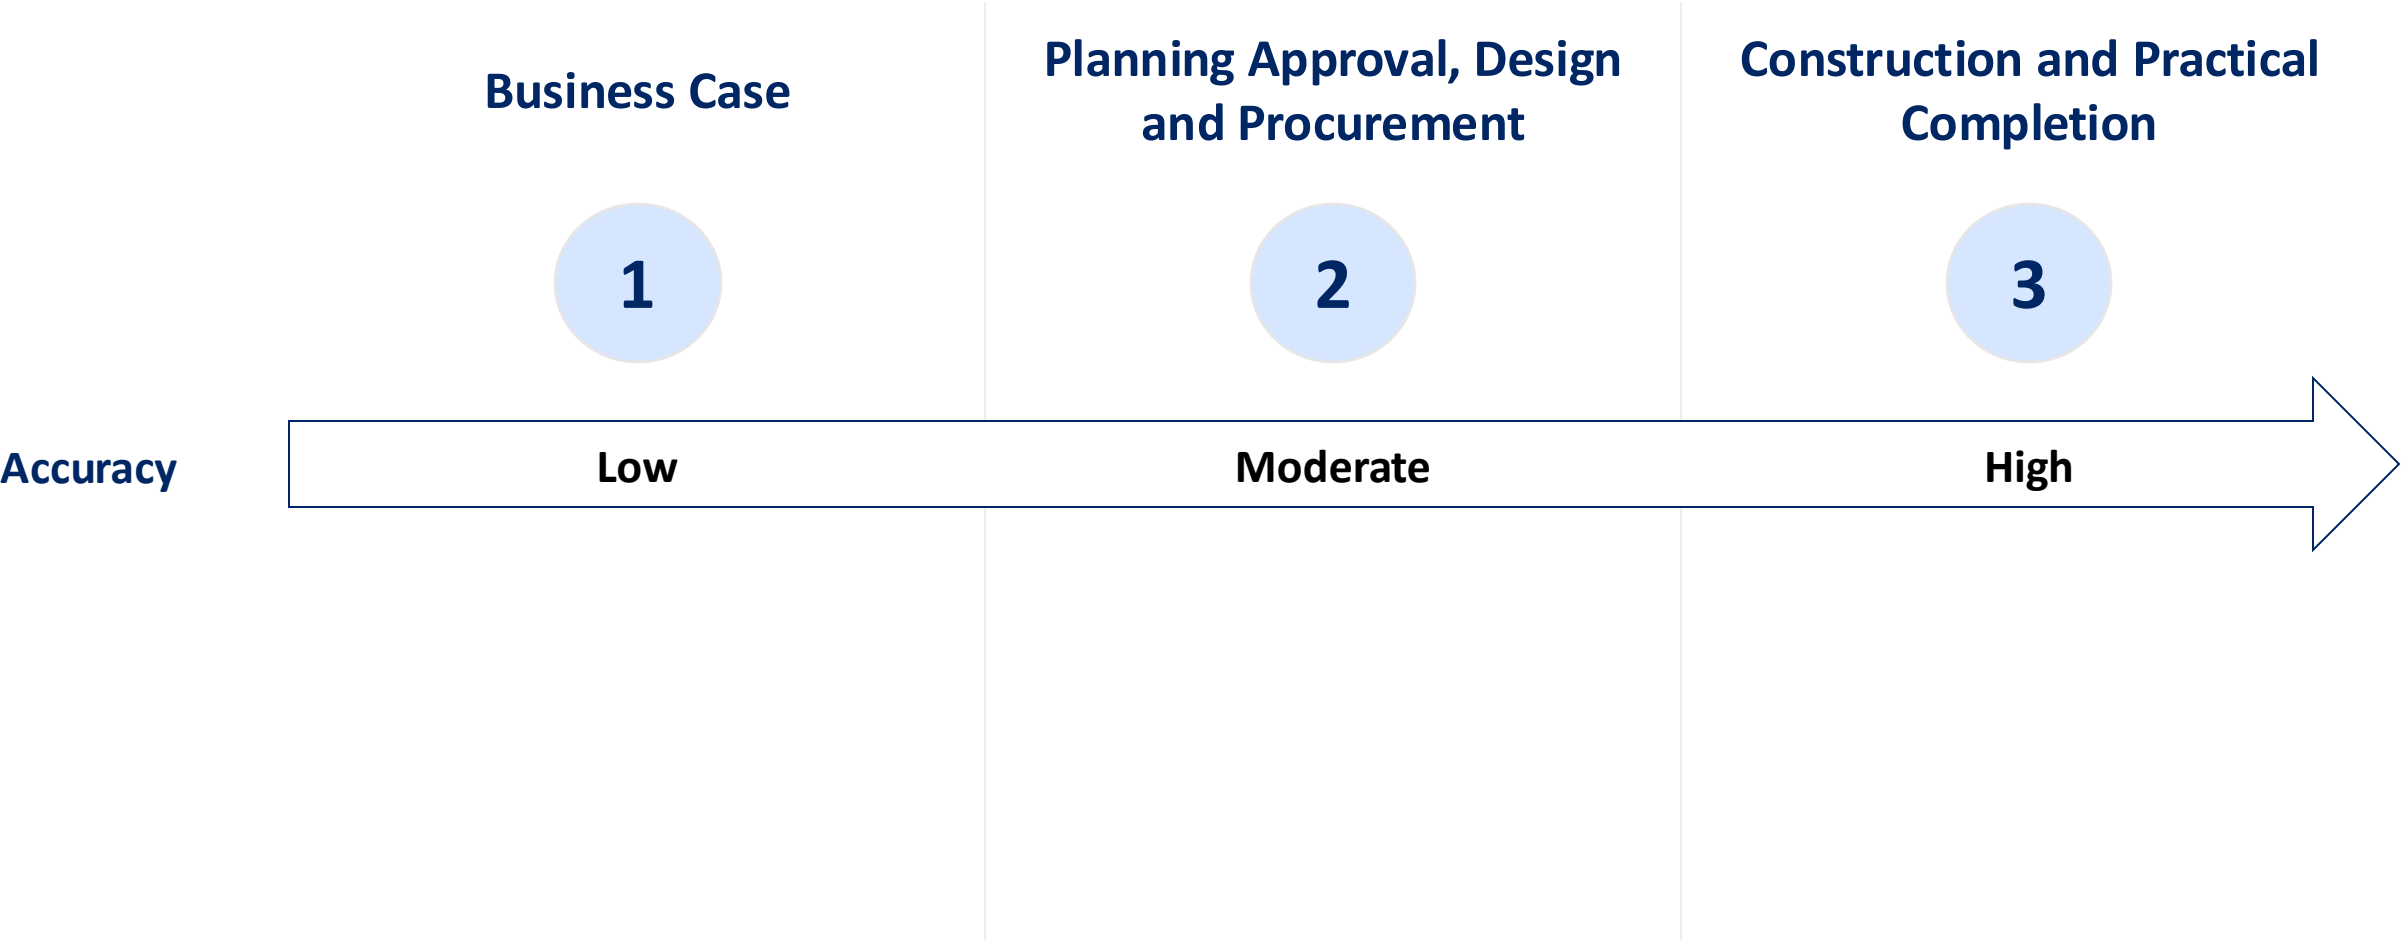 Business Case
Planning Approval, Design
and Procurement
Construction and Practical
Completion
1
2
3
Accuracy
Low
Moderate
High